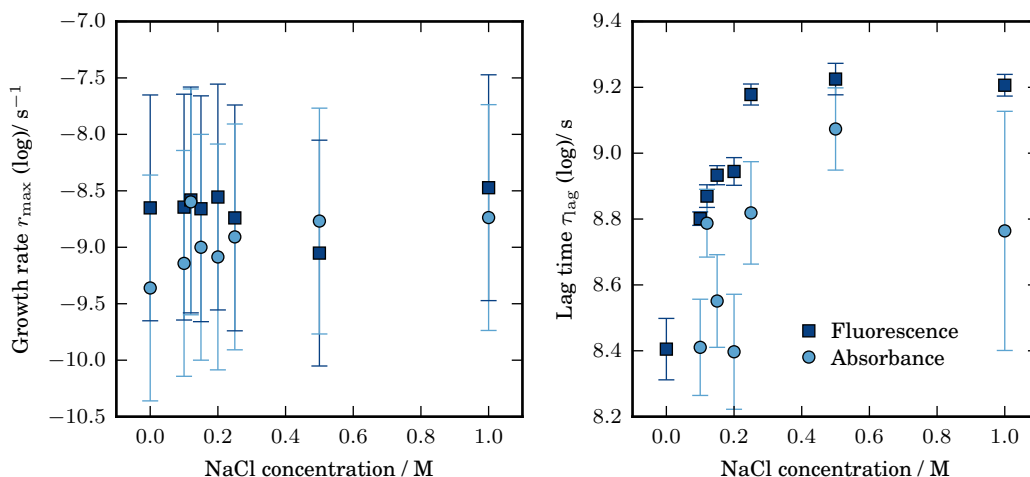 −7.0
−7.5
−8.0
−8.5
−9.0
−9.5
−10.0
−10.5
0.0 0.2 0.4 0.6 0.8 1.0
NaCl concentration / M
Growth rate r_max (log)/ s⁻¹
9.4
9.2
9.0
8.8
8.6
8.4
8.2
0.0 0.2 0.4 0.6 0.8 1.0
NaCl concentration / M
Lag time τ_lag (log)/ s
Fluorescence
Absorbance